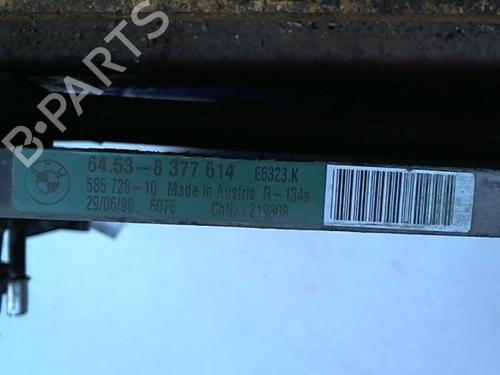 B-PARTS
64.53-8 377 614 E6323.K
585 728-10 Made in Austria R-134a
29/06/98 6076 ChNr.: 219308